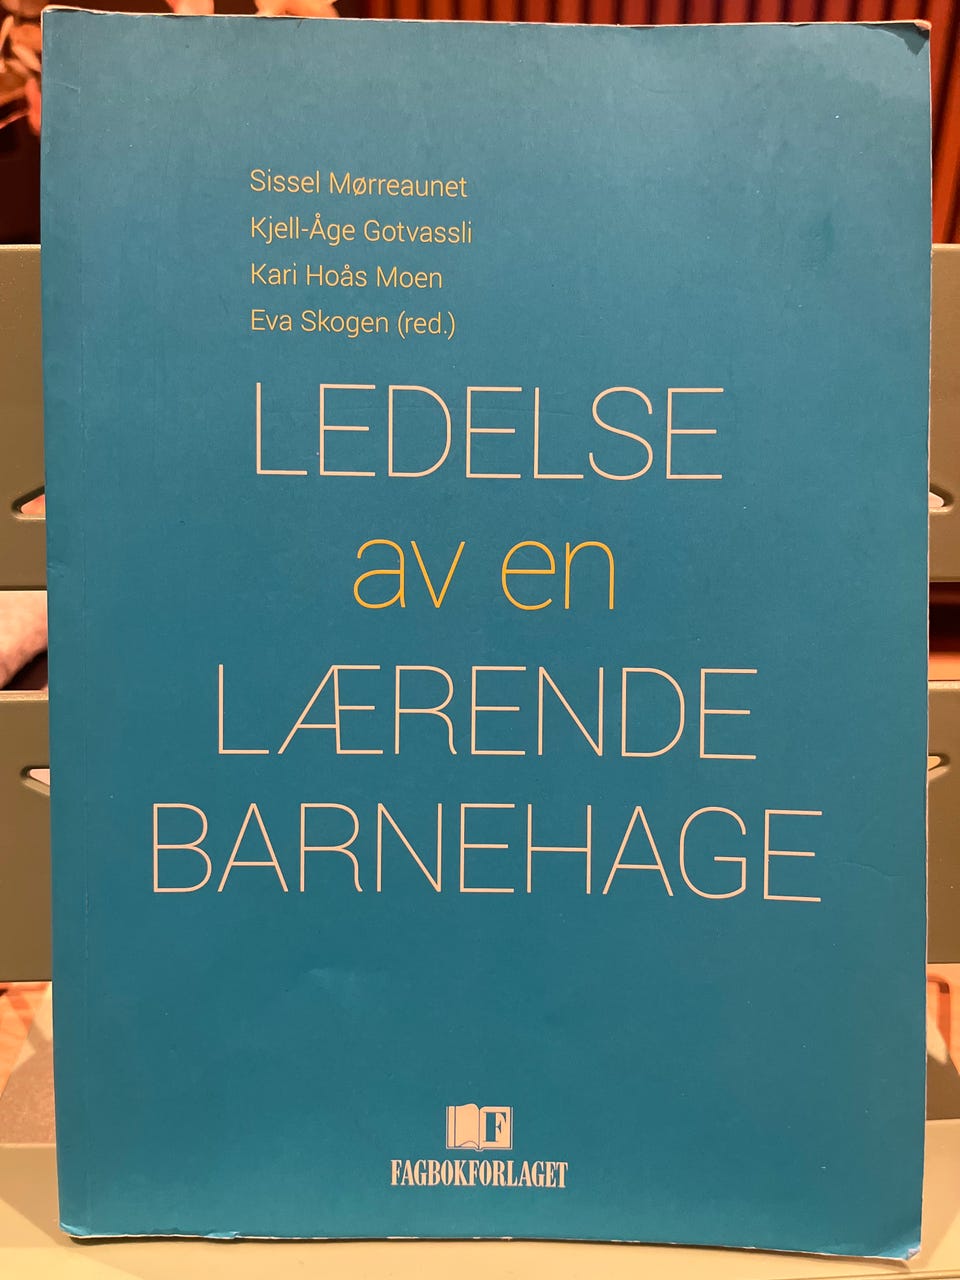 Sissel Mørreaunet
Kjell-Åge Gotvassli
Kari Hoås Moen
Eva Skogen (red.)
LEDELSE
av en
LÆRENDE
BARNEHAGE
F
FAGBOKFORLAGET